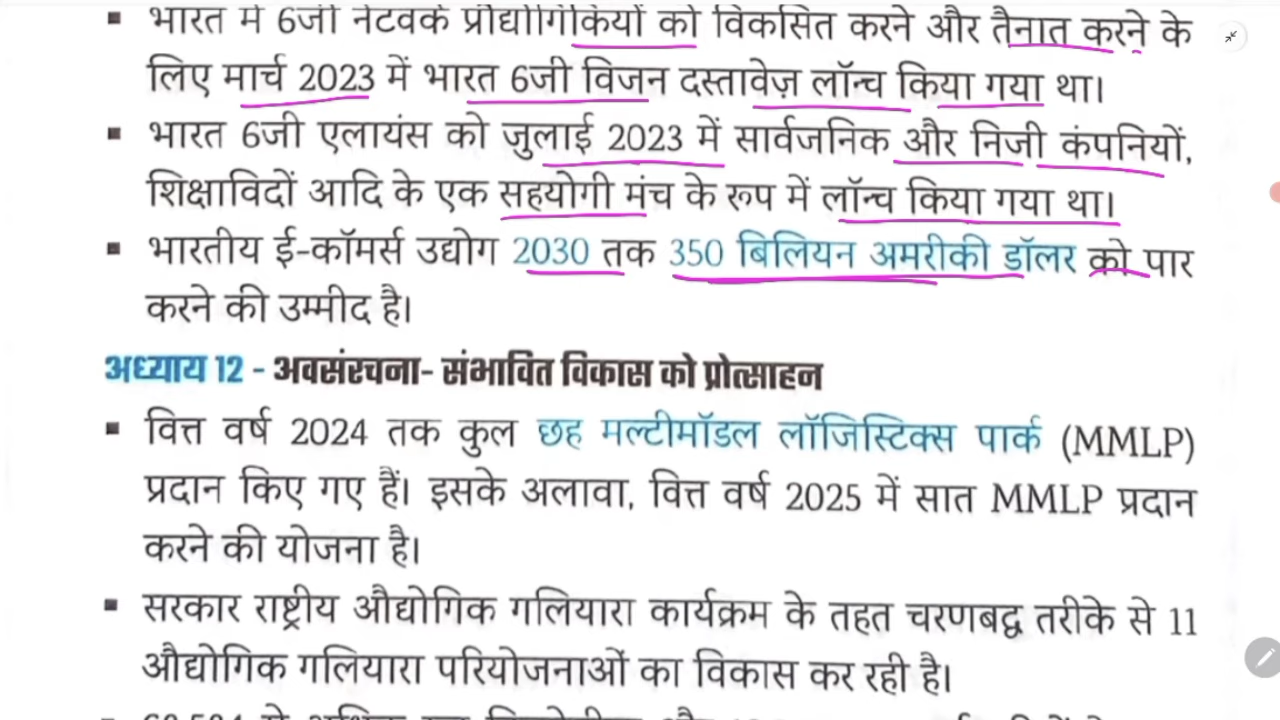 ▪ भारत में 6जी नेटवर्क प्रौद्योगिकियों को विकसित करने और तैनात करने के
लिए मार्च 2023 में भारत 6जी विजन दस्तावेज़ लॉन्च किया गया था।
▪ भारत 6जी एलायंस को जुलाई 2023 में सार्वजनिक और निजी कंपनियों,
शिक्षाविदों आदि के एक सहयोगी मंच के रूप में लॉन्च किया गया था।
▪ भारतीय ई-कॉमर्स उद्योग 2030 तक 350 बिलियन अमरीकी डॉलर को पार
करने की उम्मीद है।
अध्याय 12 - अवसंरचना- संभावित विकास को प्रोत्साहन
▪ वित्त वर्ष 2024 तक कुल छह मल्टीमॉडल लॉजिस्टिक्स पार्क (MMLP)
प्रदान किए गए हैं। इसके अलावा, वित्त वर्ष 2025 में सात MMLP प्रदान
करने की योजना है।
▪ सरकार राष्ट्रीय औद्योगिक गलियारा कार्यक्रम के तहत चरणबद्ध तरीके से 11
औद्योगिक गलियारा परियोजनाओं का विकास कर रही है।